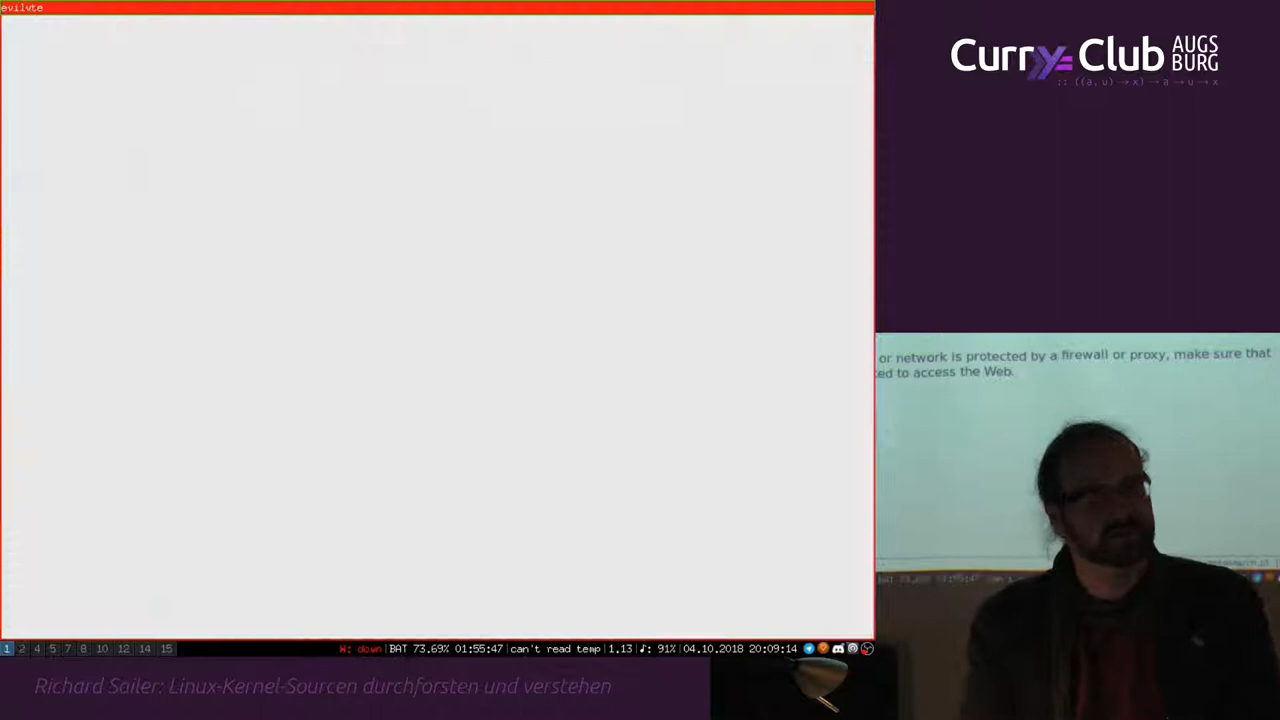 evilvte
Curry Club AUGS
BURG
:: ((a, u) → x) → a → u → x
or network is protected by a firewall or proxy, make sure that
ed to access the Web.
1 2 4 5 7 8 10 12 14 15
W: down|BAT 73.69% 01:55:47|can't read temp|1.13|♪: 91%|04.10.2018 20:09:14
Richard Sailer: Linux-Kernel-Sourcen durchforsten und verstehen